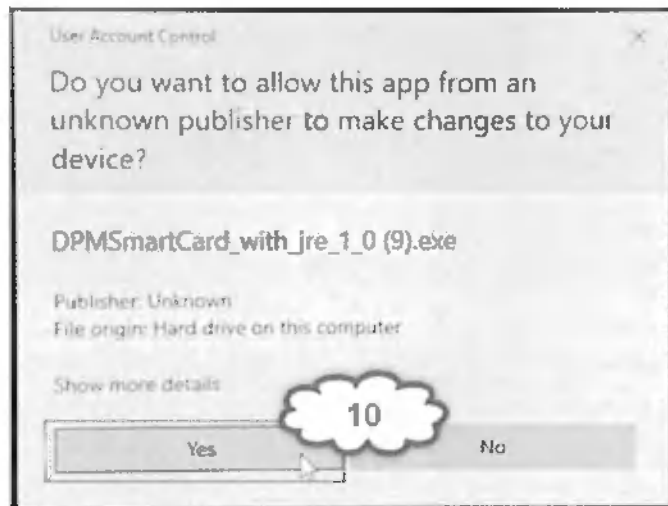 User Account Control
Do you want to allow this app from an
unknown publisher to make changes to your
device?
DPMSmartCard_with_jre_1_0 (9).exe
Publisher: Unknown
File origin: Hard drive on this computer
Show more details
10
Yes
No